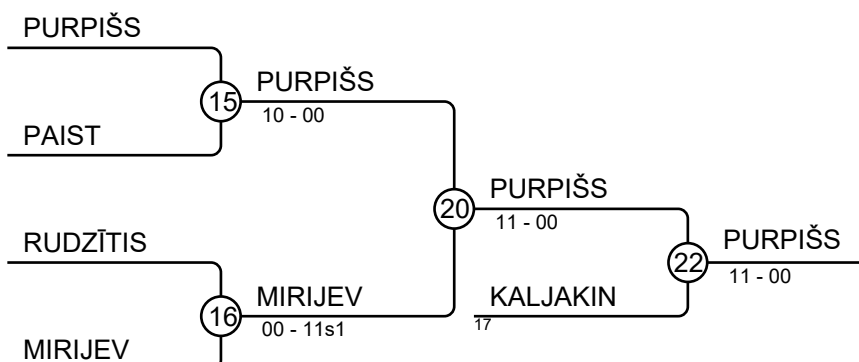 PURPIŠS
15
PURPIŠS
10 - 00
PAIST
20
PURPIŠS
11 - 00
RUDZĪTIS
22
PURPIŠS
11 - 00
16
MIRIJEV
00 - 11s1
KALJAKIN
17
MIRIJEV